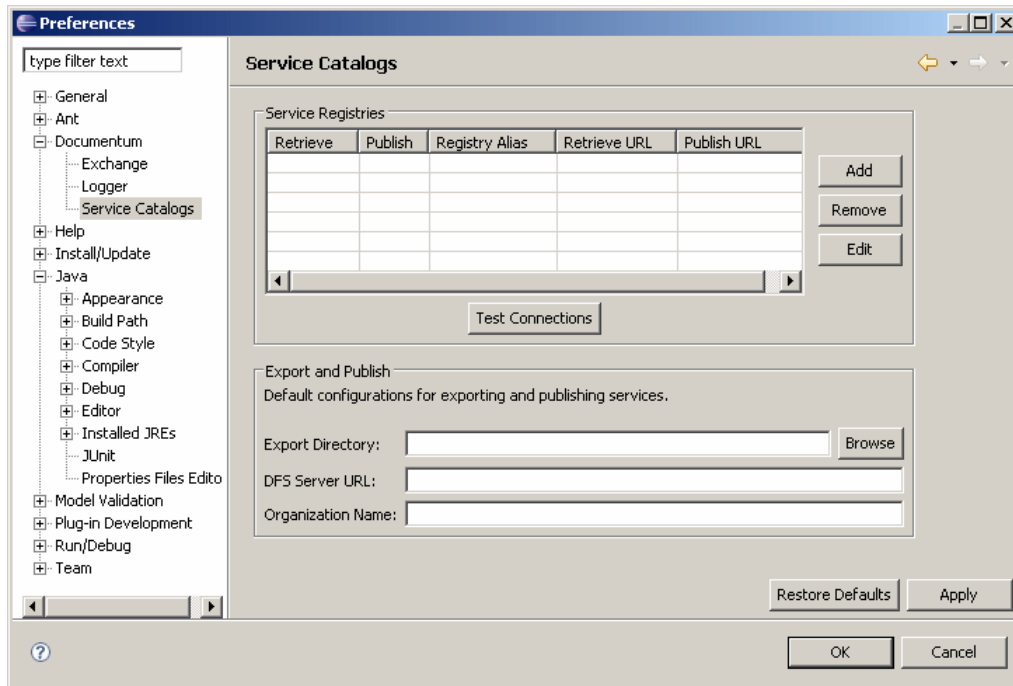 Preferences
type filter text
General
Ant
Documentum
Exchange
Logger
Service Catalogs
Help
Install/Update
Java
Appearance
Build Path
Code Style
Compiler
Debug
Editor
Installed JREs
JUnit
Properties Files Edito
Model Validation
Plug-in Development
Run/Debug
Team
Service Catalogs
Service Registries
Retrieve Publish Registry Alias Retrieve URL Publish URL
Add
Remove
Edit
Test Connections
Export and Publish
Default configurations for exporting and publishing services.
Export Directory: Browse
DFS Server URL:
Organization Name:
Restore Defaults Apply
? OK Cancel